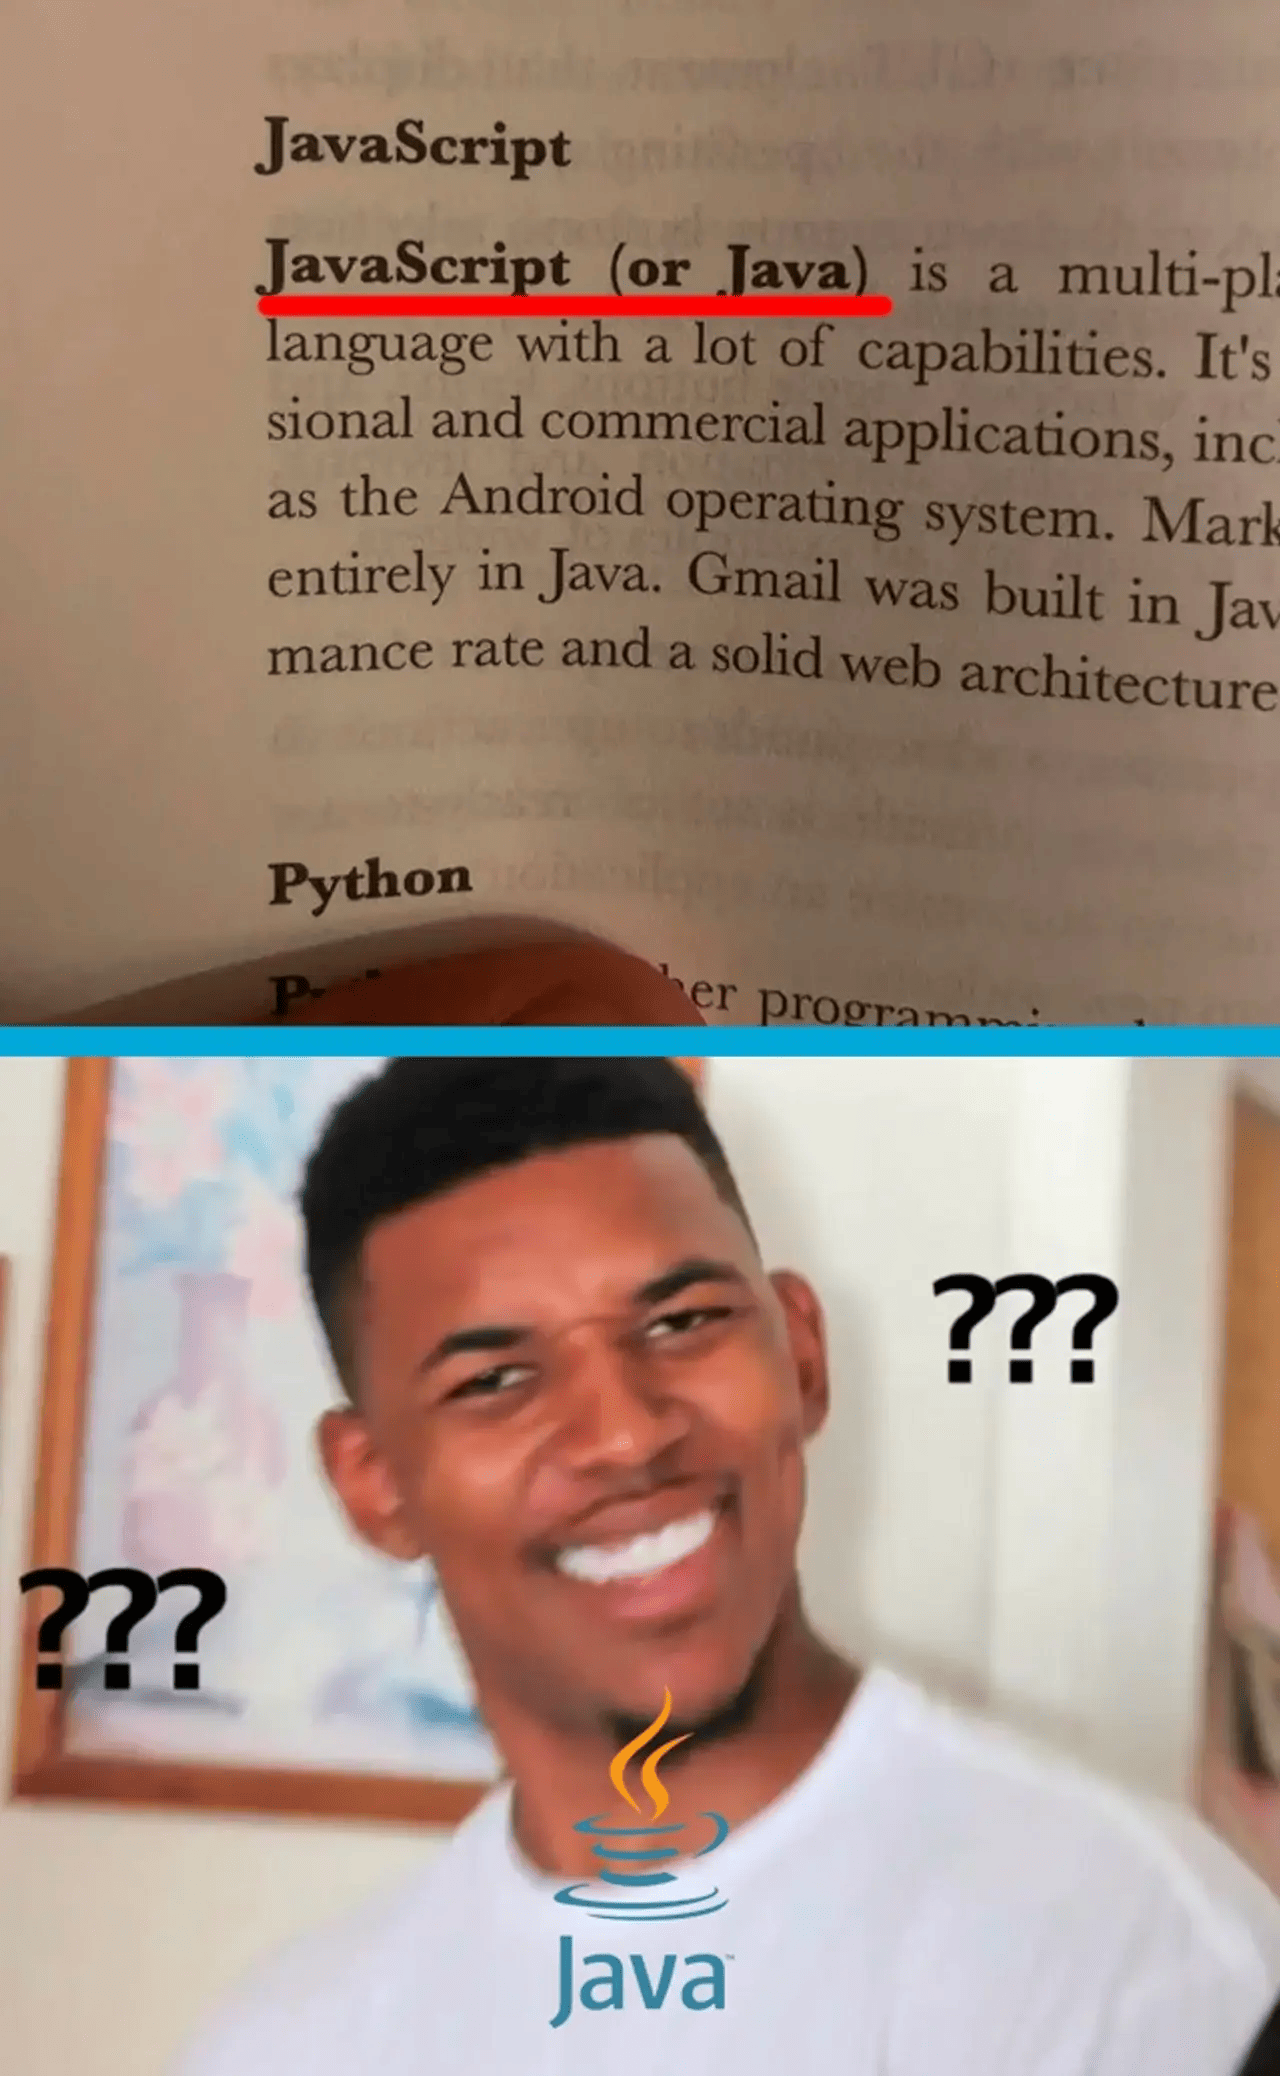 JavaScript
JavaScript (or Java) is a multi-pl
language with a lot of capabilities. It's
sional and commercial applications, inc
as the Android operating system. Mark
entirely in Java. Gmail was built in Jav
mance rate and a solid web architecture
Python
er programmi
???
???
Java